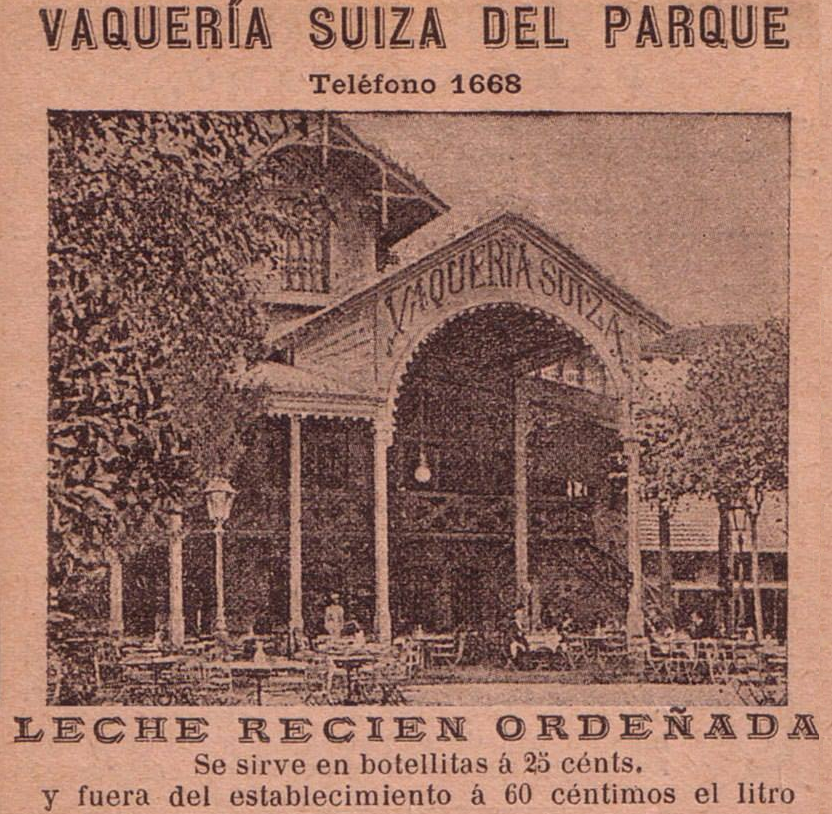 VAQUERÍA SUIZA DEL PARQUE
Teléfono 1668
VAQUERÍA SUIZA
LECHE RECIEN ORDEÑADA
Se sirve en botellitas á 25 cénts.
y fuera del establecimiento á 60 céntimos el litro